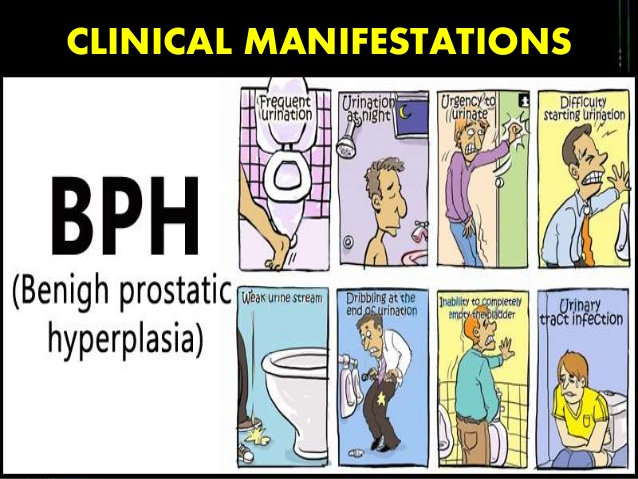 CLINICAL MANIFESTATIONS
BPH
(Benigh prostatic
hyperplasia)
Frequent
urination
Urination
at night
Urgency to
urinate
Difficulty
starting urination
Weak urine stream
Dribbling at the
end of urination
Inability to completely
empty the bladder
Urinary
tract infection